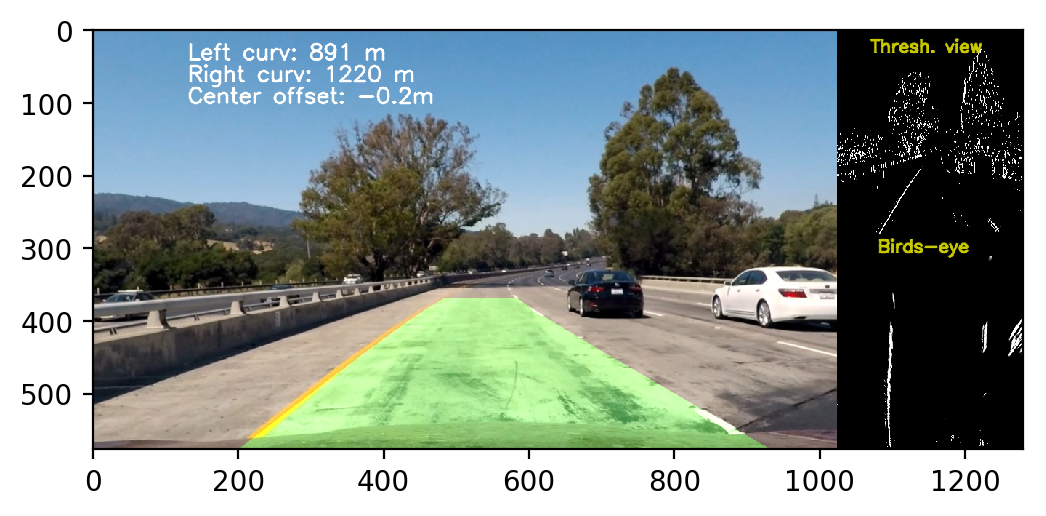 Left curv: 891 m
Right curv: 1220 m
Center offset: -0.2m
Thresh. view
Birds-eye
0
100
200
300
400
500
0 200 400 600 800 1000 1200